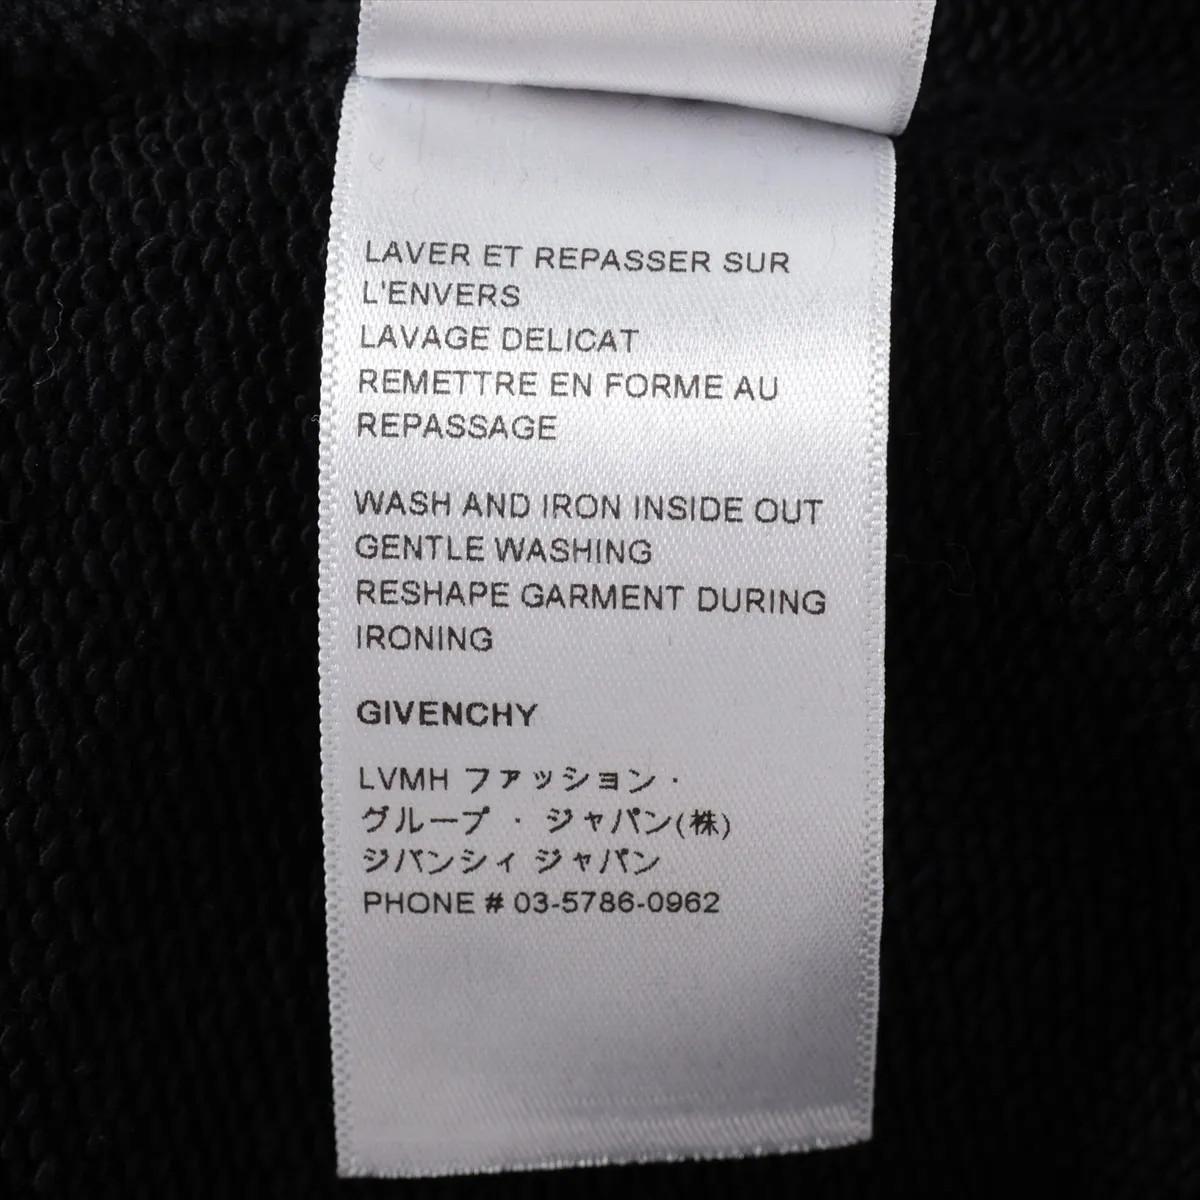 LAVER ET REPASSER SUR
L'ENVERS
LAVAGE DELICAT
REMETTRE EN FORME AU
REPASSAGE
WASH AND IRON INSIDE OUT
GENTLE WASHING
RESHAPE GARMENT DURING
IRONING
GIVENCHY
LVMH ファッション・
グループ・ジャパン(株)
ジバンシィ ジャパン
PHONE # 03-5786-0962